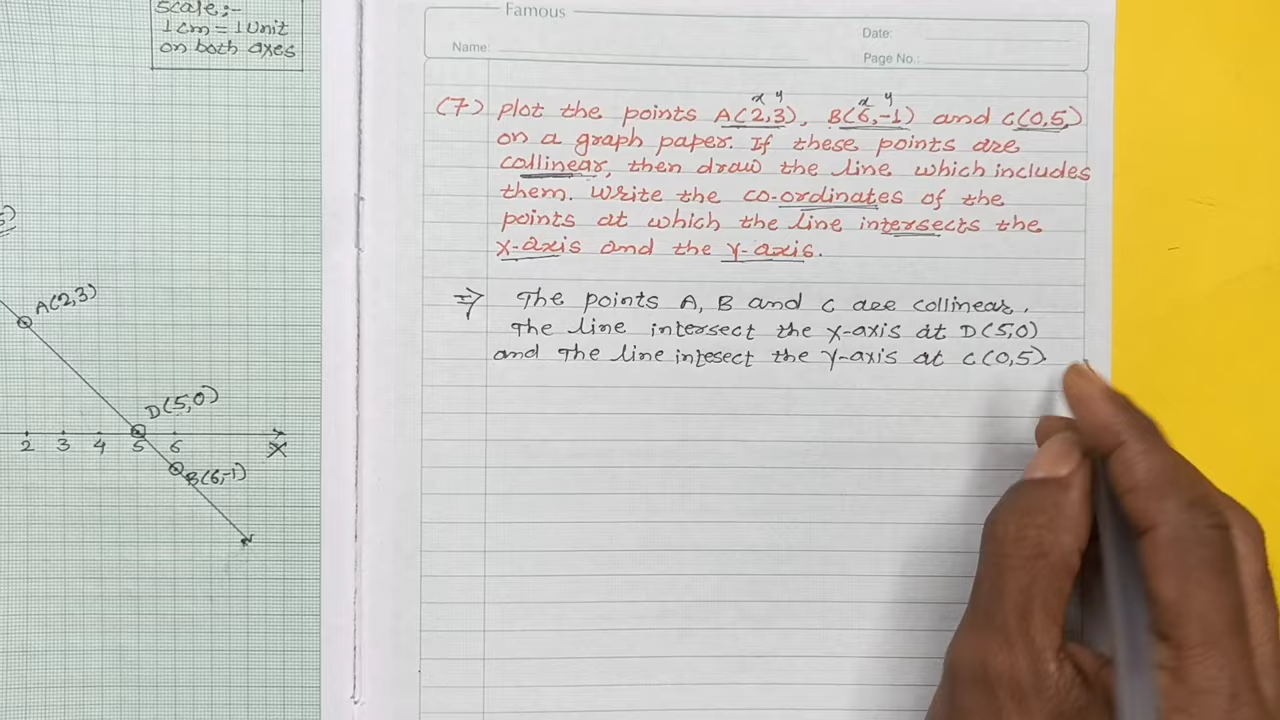 Scale:-
1cm = 1Unit
on both axes
5)
A(2,3)
D(5,0)
2 3 4 5 6 X
B(6,-1)
Famous
Name:
Date:
Page No.:
x y x y
(7) Plot the points A(2,3), B(6,-1) and C(0,5)
on a graph paper. If these points are
collinear, then draw the line which includes
them. Write the co-ordinates of the
points at which the line intersects the
X-axis and the Y-axis.
⇒ The points A, B and C are collinear.
The line intersect the X-axis at D(5,0)
and The line intesect the Y-axis at C(0,5)